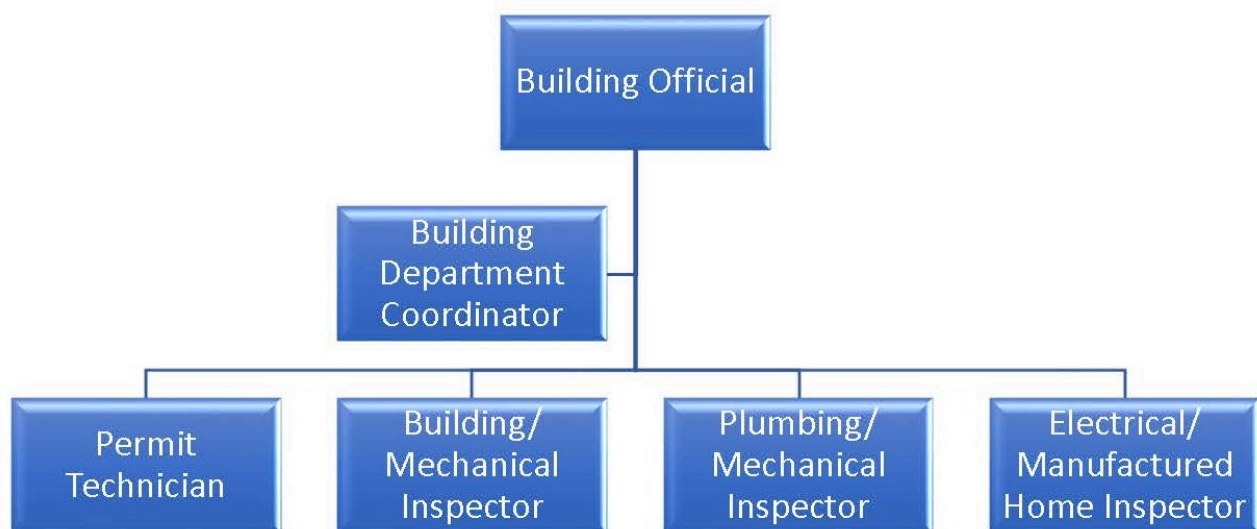 Building Official
Building
Department
Coordinator
Permit
Technician
Building/
Mechanical
Inspector
Plumbing/
Mechanical
Inspector
Electrical/
Manufactured
Home Inspector